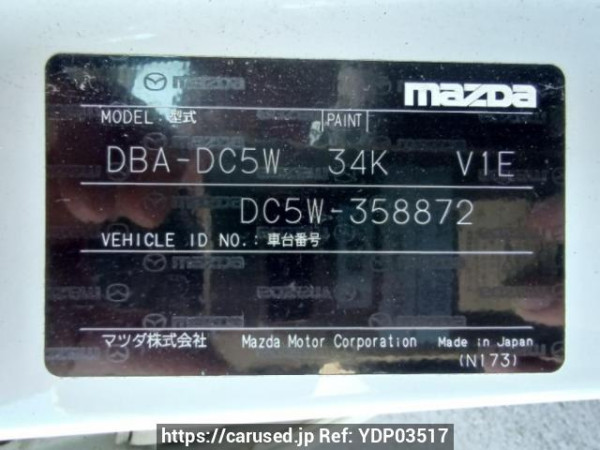 mazda
mazda
MODEL: 型式 PAINT
DBA-DC5W 34K V1E
DC5W-358872
VEHICLE ID NO.: 車台番号
マツダ株式会社 Mazda Motor Corporation Made in Japan
(N173)
https://carused.jp Ref: YDP03517